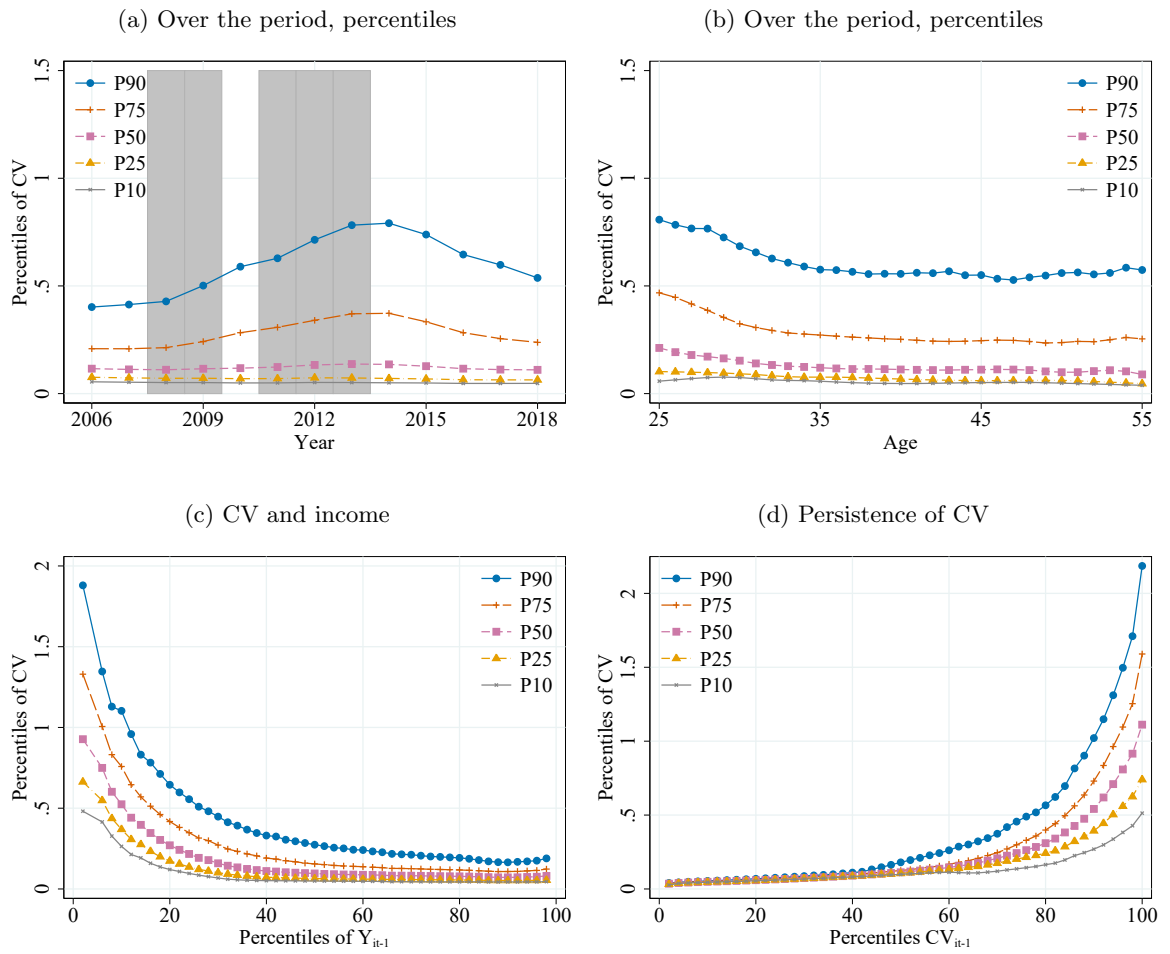 (a) Over the period, percentiles
Percentiles of CV
0 .5 1 1.5
P90
P75
P50
P25
P10
2006 2009 2012 2015 2018
Year
(b) Over the period, percentiles
Percentiles of CV
0 .5 1 1.5
P90
P75
P50
P25
P10
25 35 45 55
Age
(c) CV and income
Percentiles of CV
0 .5 1 1.5 2
P90
P75
P50
P25
P10
0 20 40 60 80 100
Percentiles of Y_{it-1}
(d) Persistence of CV
Percentiles of CV
0 .5 1 1.5 2
P90
P75
P50
P25
P10
0 20 40 60 80 100
Percentiles CV_{it-1}